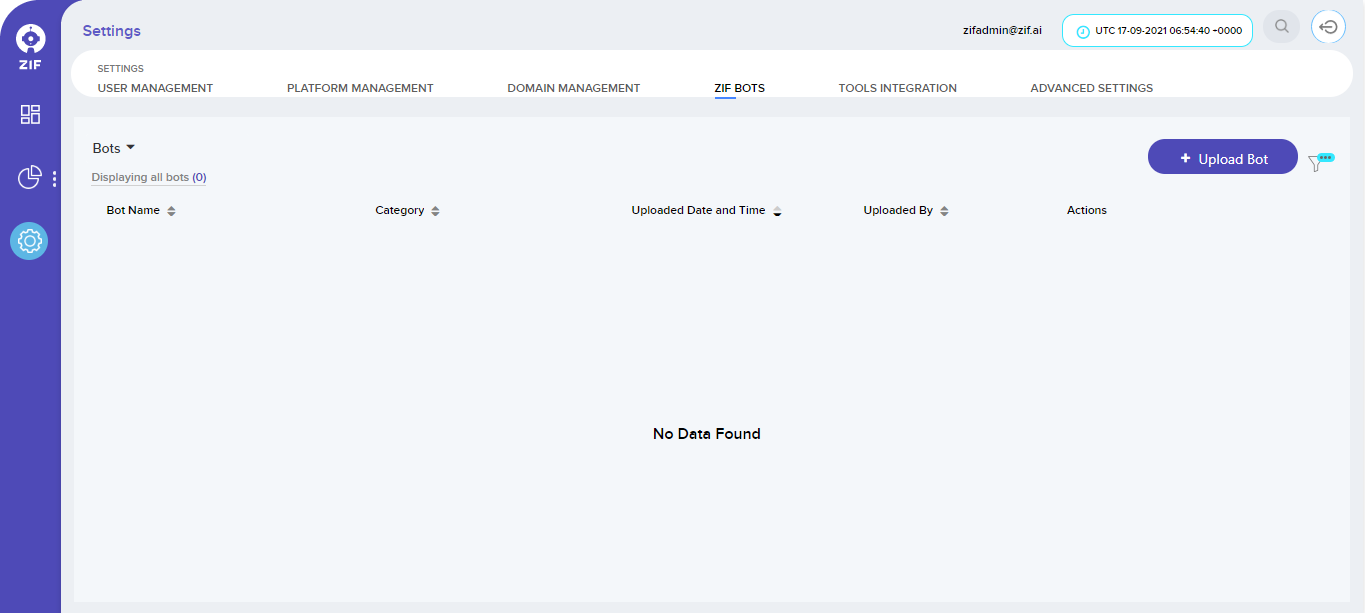 ZIF
Settings
zifadmin@zif.ai
UTC 17-09-2021 06:54:40 +0000
SETTINGS
USER MANAGEMENT PLATFORM MANAGEMENT DOMAIN MANAGEMENT ZIF BOTS TOOLS INTEGRATION ADVANCED SETTINGS
Bots
+ Upload Bot
Displaying all bots (0)
Bot Name Category Uploaded Date and Time Uploaded By Actions
No Data Found